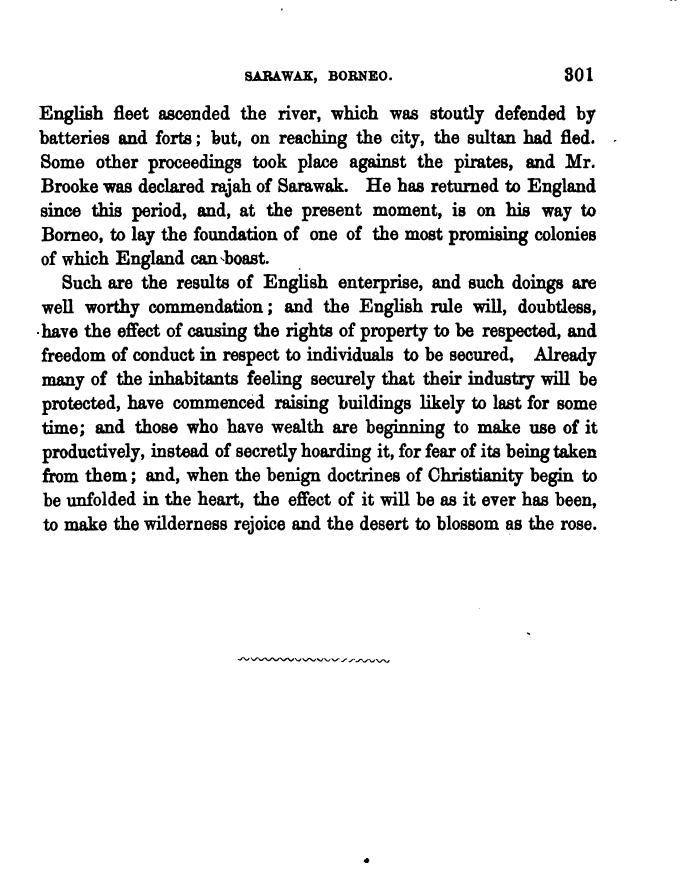 SARAWAK, BORNEO. 301
English fleet ascended the river, which was stoutly defended by
batteries and forts; but, on reaching the city, the sultan had fled.
Some other proceedings took place against the pirates, and Mr.
Brooke was declared rajah of Sarawak. He has returned to England
since this period, and, at the present moment, is on his way to
Borneo, to lay the foundation of one of the most promising colonies
of which England can boast.
Such are the results of English enterprise, and such doings are
well worthy commendation; and the English rule will, doubtless,
have the effect of causing the rights of property to be respected, and
freedom of conduct in respect to individuals to be secured, Already
many of the inhabitants feeling securely that their industry will be
protected, have commenced raising buildings likely to last for some
time; and those who have wealth are beginning to make use of it
productively, instead of secretly hoarding it, for fear of its being taken
from them; and, when the benign doctrines of Christianity begin to
be unfolded in the heart, the effect of it will be as it ever has been,
to make the wilderness rejoice and the desert to blossom as the rose.